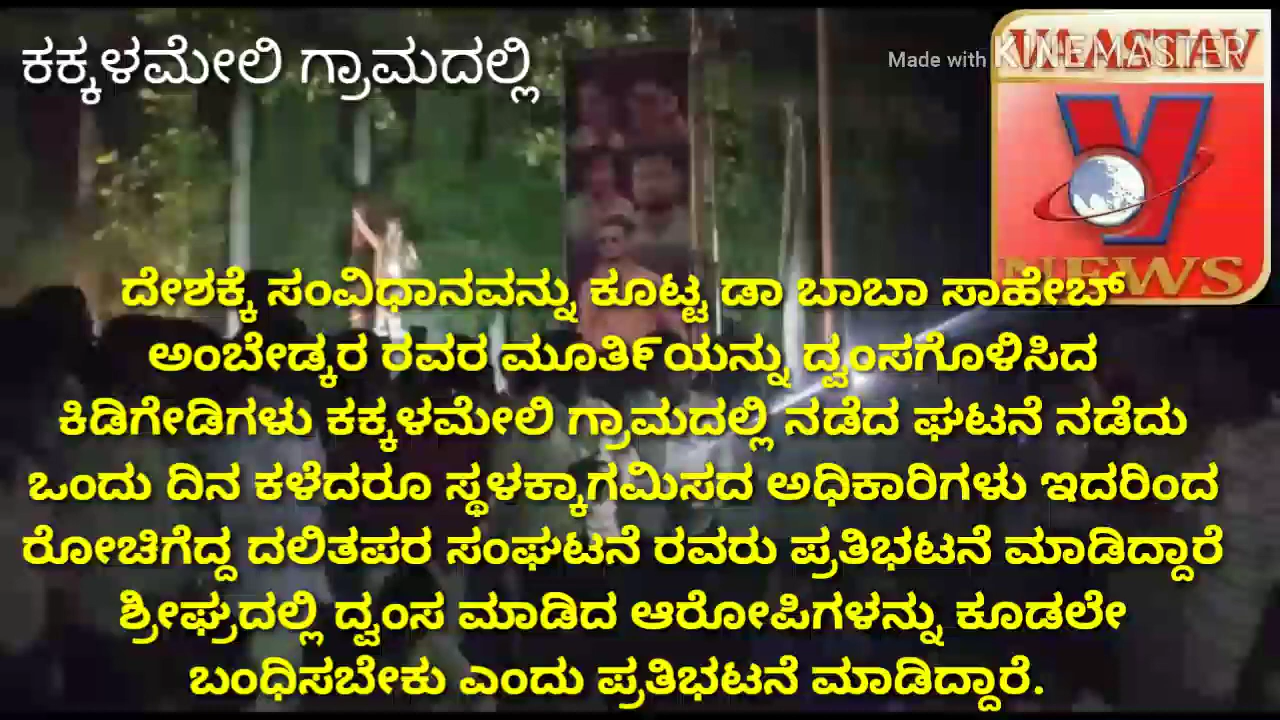 ಕಕ್ಕಳಮೇಲಿ ಗ್ರಾಮದಲ್ಲಿ
Made with KINEMASTER
NEWS
ದೇಶಕ್ಕೆ ಸಂವಿಧಾನವನ್ನು ಕೂಟ್ಟ ಡಾ ಬಾಬಾ ಸಾಹೇಬ್
ಅಂಬೇಡ್ಕರ ರವರ ಮೂರ್ತಿಯನ್ನು ದ್ವಂಸಗೊಳಿಸಿದ
ಕಿಡಿಗೇಡಿಗಳು ಕಕ್ಕಳಮೇಲಿ ಗ್ರಾಮದಲ್ಲಿ ನಡೆದ ಘಟನೆ ನಡೆದು
ಒಂದು ದಿನ ಕಳೆದರೂ ಸ್ಥಳಕ್ಕಾಗಮಿಸದ ಅಧಿಕಾರಿಗಳು ಇದರಿಂದ
ರೋಚಿಗೆದ್ದ ದಲಿತಪರ ಸಂಘಟನೆ ರವರು ಪ್ರತಿಭಟನೆ ಮಾಡಿದ್ದಾರೆ
ಶ್ರೀಘ್ರದಲ್ಲಿ ದ್ವಂಸ ಮಾಡಿದ ಆರೋಪಿಗಳನ್ನು ಕೂಡಲೇ
ಬಂಧಿಸಬೇಕು ಎಂದು ಪ್ರತಿಭಟನೆ ಮಾಡಿದ್ದಾರೆ.